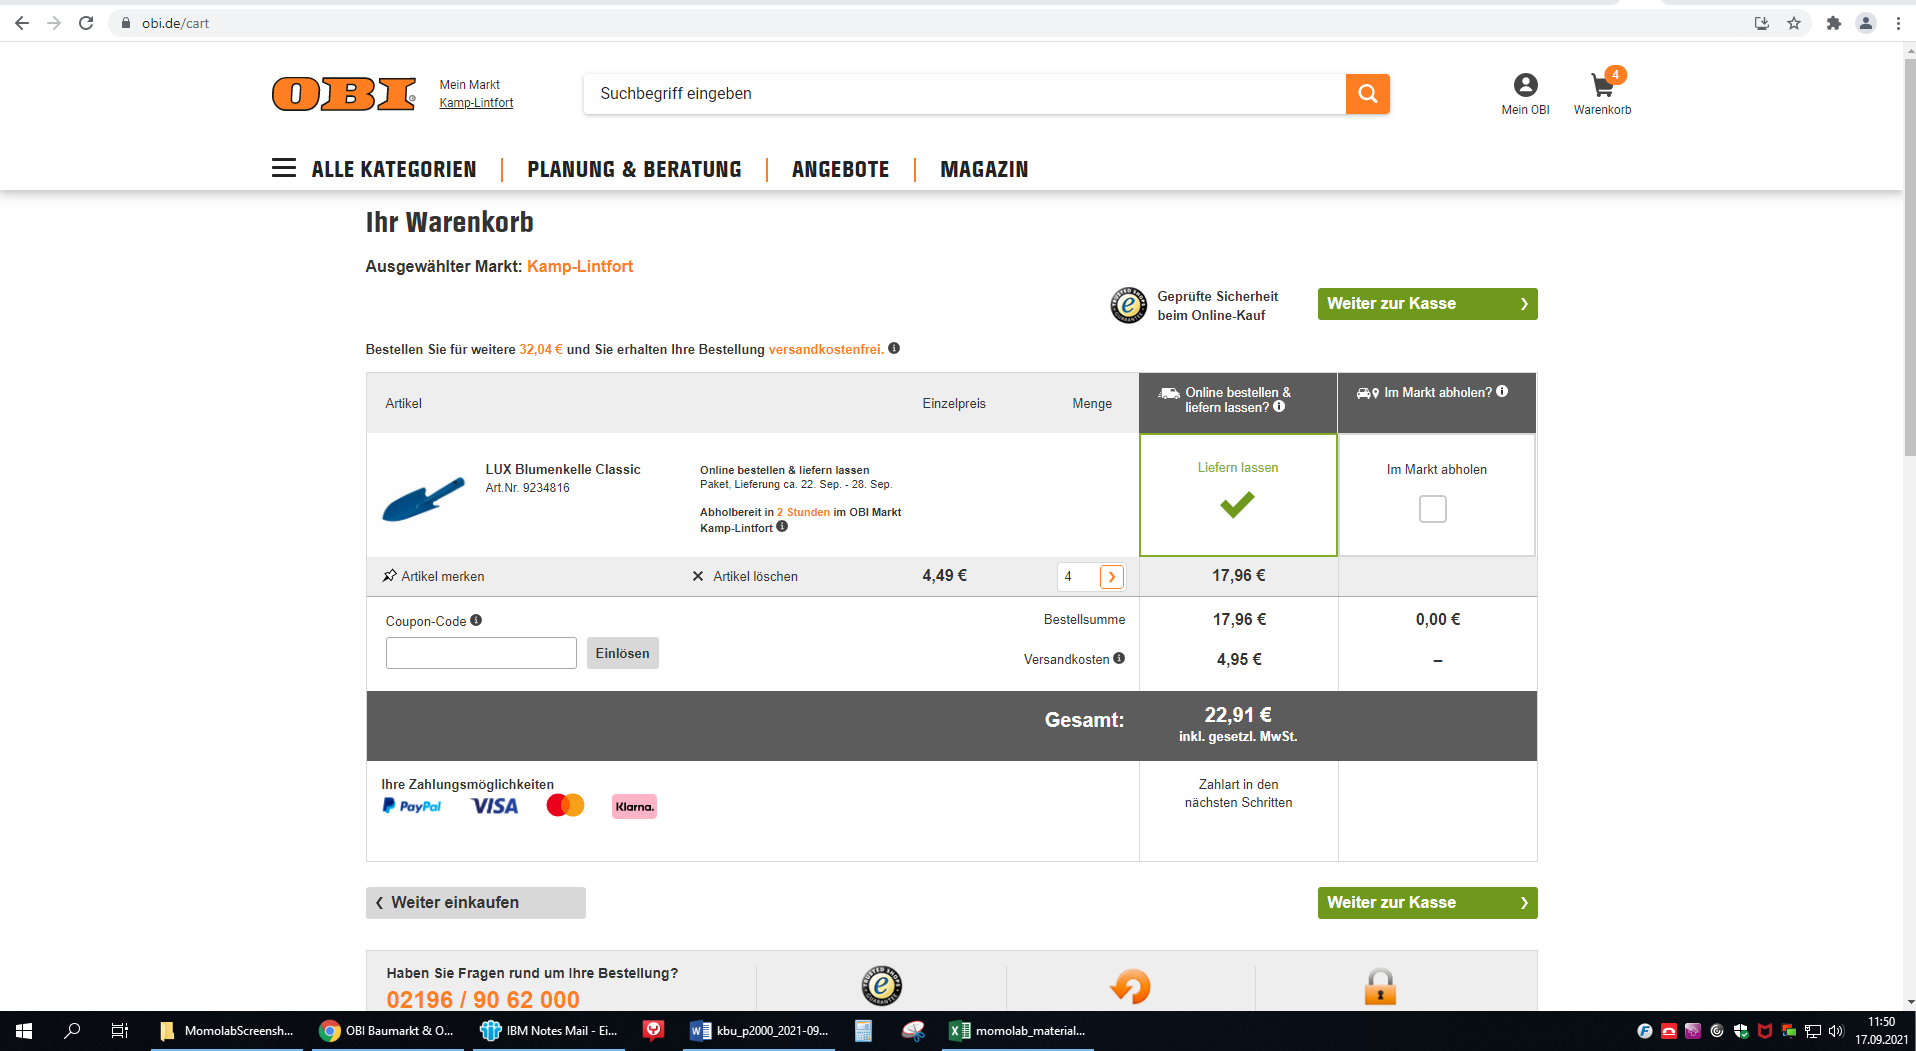 obi.de/cart
OBI
Mein Markt
Kamp-Lintfort
Suchbegriff eingeben
Mein OBI
4
Warenkorb
ALLE KATEGORIEN
PLANUNG & BERATUNG
ANGEBOTE
MAGAZIN
Ihr Warenkorb
Ausgewählter Markt: Kamp-Lintfort
Geprüfte Sicherheit
beim Online-Kauf
Weiter zur Kasse
Bestellen Sie für weitere 32,04 € und Sie erhalten Ihre Bestellung versandkostenfrei.
Artikel
Einzelpreis
Menge
Online bestellen &
liefern lassen?
Im Markt abholen?
LUX Blumenkelle Classic
Art.Nr. 9234816
Online bestellen & liefern lassen
Paket, Lieferung ca. 22. Sep. - 28. Sep.
Abholbereit in 2 Stunden im OBI Markt
Kamp-Lintfort
Liefern lassen
Im Markt abholen
Artikel merken
Artikel löschen
4,49 €
4
17,96 €
Coupon-Code
Einlösen
Bestellsumme
17,96 €
0,00 €
Versandkosten
4,95 €
–
Gesamt:
22,91 €
inkl. gesetzl. MwSt.
Ihre Zahlungsmöglichkeiten
PayPal
VISA
Klarna.
Zahlart in den
nächsten Schritten
Weiter einkaufen
Weiter zur Kasse
Haben Sie Fragen rund um Ihre Bestellung?
02196 / 90 62 000
MomolabScreensh...
OBI Baumarkt & O...
IBM Notes Mail - Ei...
kbu_p2000_2021-09...
momolab_material...
11:50
17.09.2021